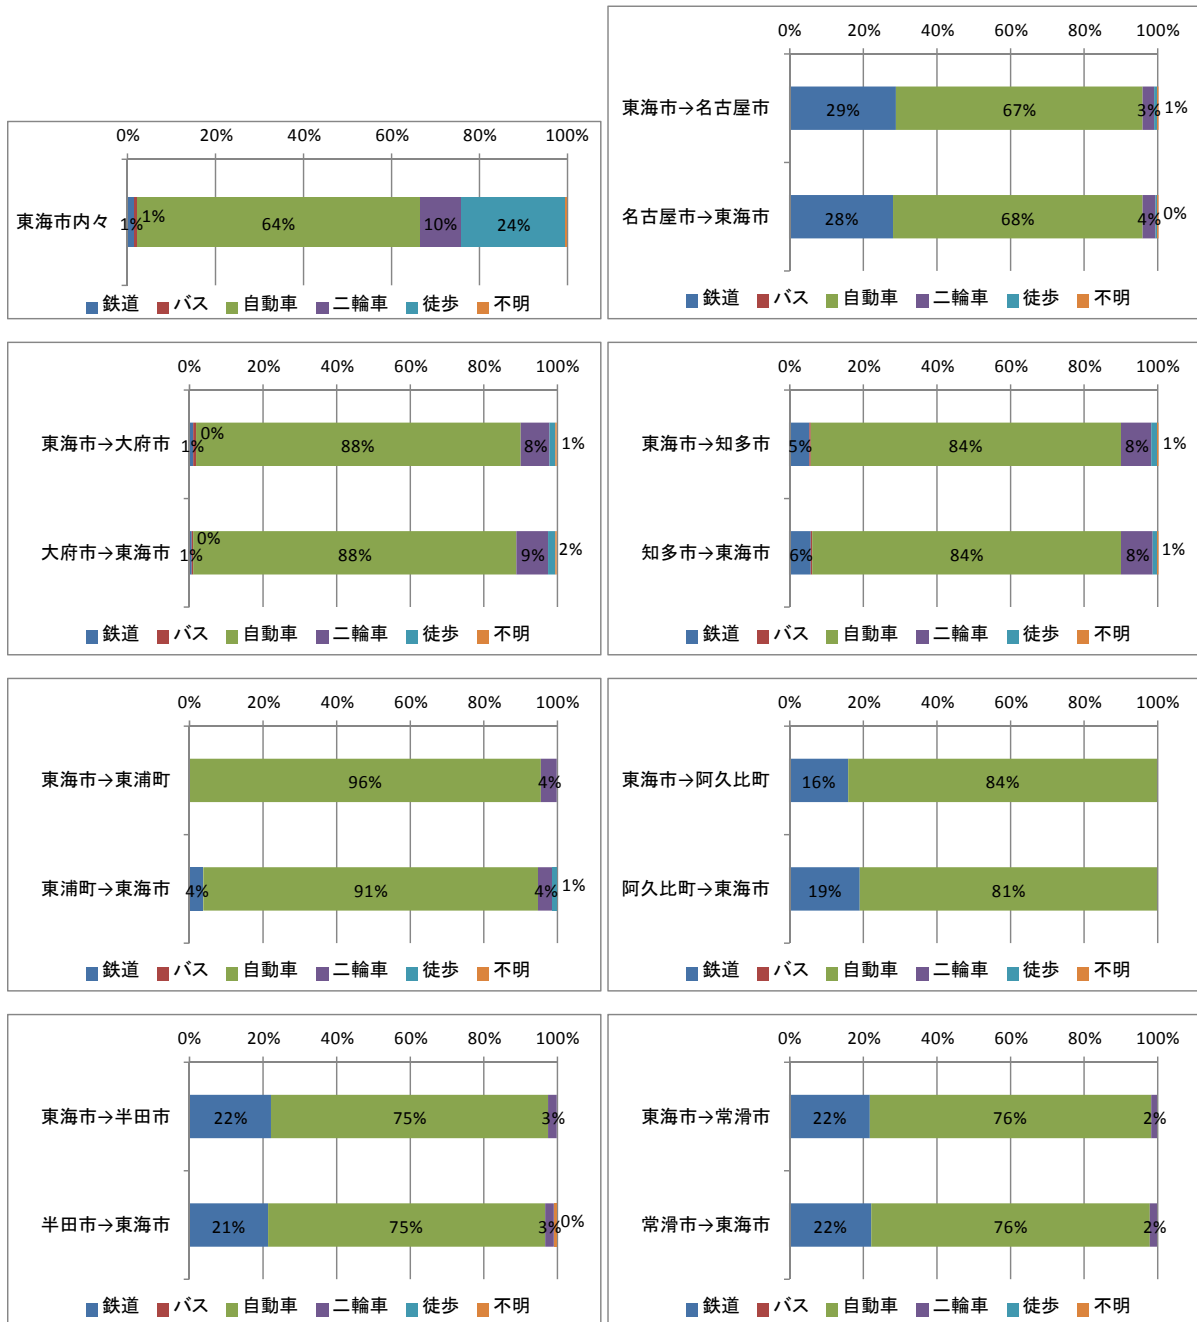 0% 20% 40% 60% 80% 100%
東海市内々 1% 1% 64% 10% 24%
鉄道 バス 自動車 二輪車 徒歩 不明
0% 20% 40% 60% 80% 100%
東海市→名古屋市 29% 67% 3% 1%
名古屋市→東海市 28% 68% 4% 0%
鉄道 バス 自動車 二輪車 徒歩 不明
0% 20% 40% 60% 80% 100%
東海市→大府市 1% 0% 88% 8% 1%
大府市→東海市 1% 0% 88% 9% 2%
鉄道 バス 自動車 二輪車 徒歩 不明
0% 20% 40% 60% 80% 100%
東海市→知多市 5% 84% 8% 1%
知多市→東海市 6% 84% 8% 1%
鉄道 バス 自動車 二輪車 徒歩 不明
0% 20% 40% 60% 80% 100%
東海市→東浦町 96% 4%
東浦町→東海市 4% 91% 4% 1%
鉄道 バス 自動車 二輪車 徒歩 不明
0% 20% 40% 60% 80% 100%
東海市→阿久比町 16% 84%
阿久比町→東海市 19% 81%
鉄道 バス 自動車 二輪車 徒歩 不明
0% 20% 40% 60% 80% 100%
東海市→半田市 22% 75% 3%
半田市→東海市 21% 75% 3% 0%
鉄道 バス 自動車 二輪車 徒歩 不明
0% 20% 40% 60% 80% 100%
東海市→常滑市 22% 76% 2%
常滑市→東海市 22% 76% 2%
鉄道 バス 自動車 二輪車 徒歩 不明